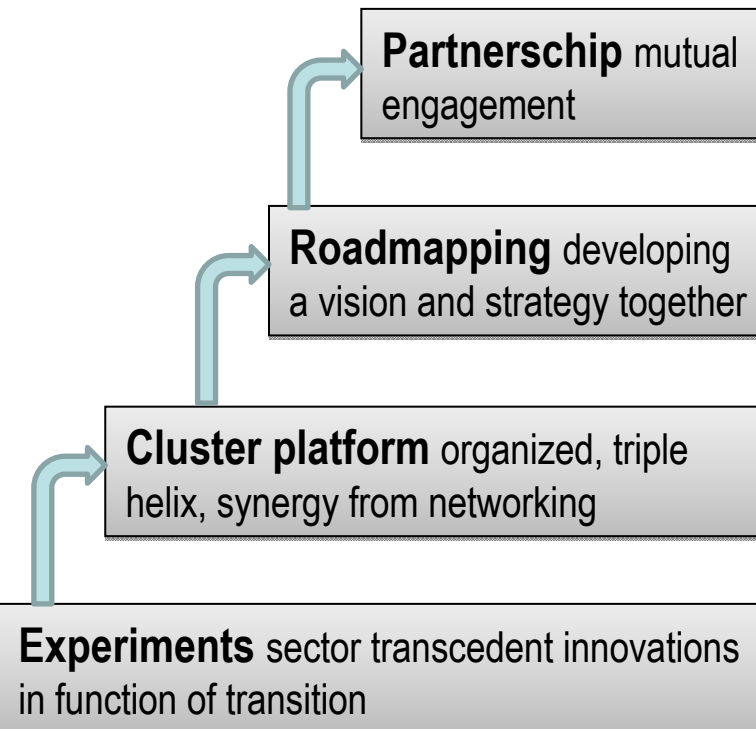 Partnerschip mutual
engagement
Roadmapping developing
a vision and strategy together
Cluster platform organized, triple
helix, synergy from networking
Experiments sector transcedent innovations
in function of transition